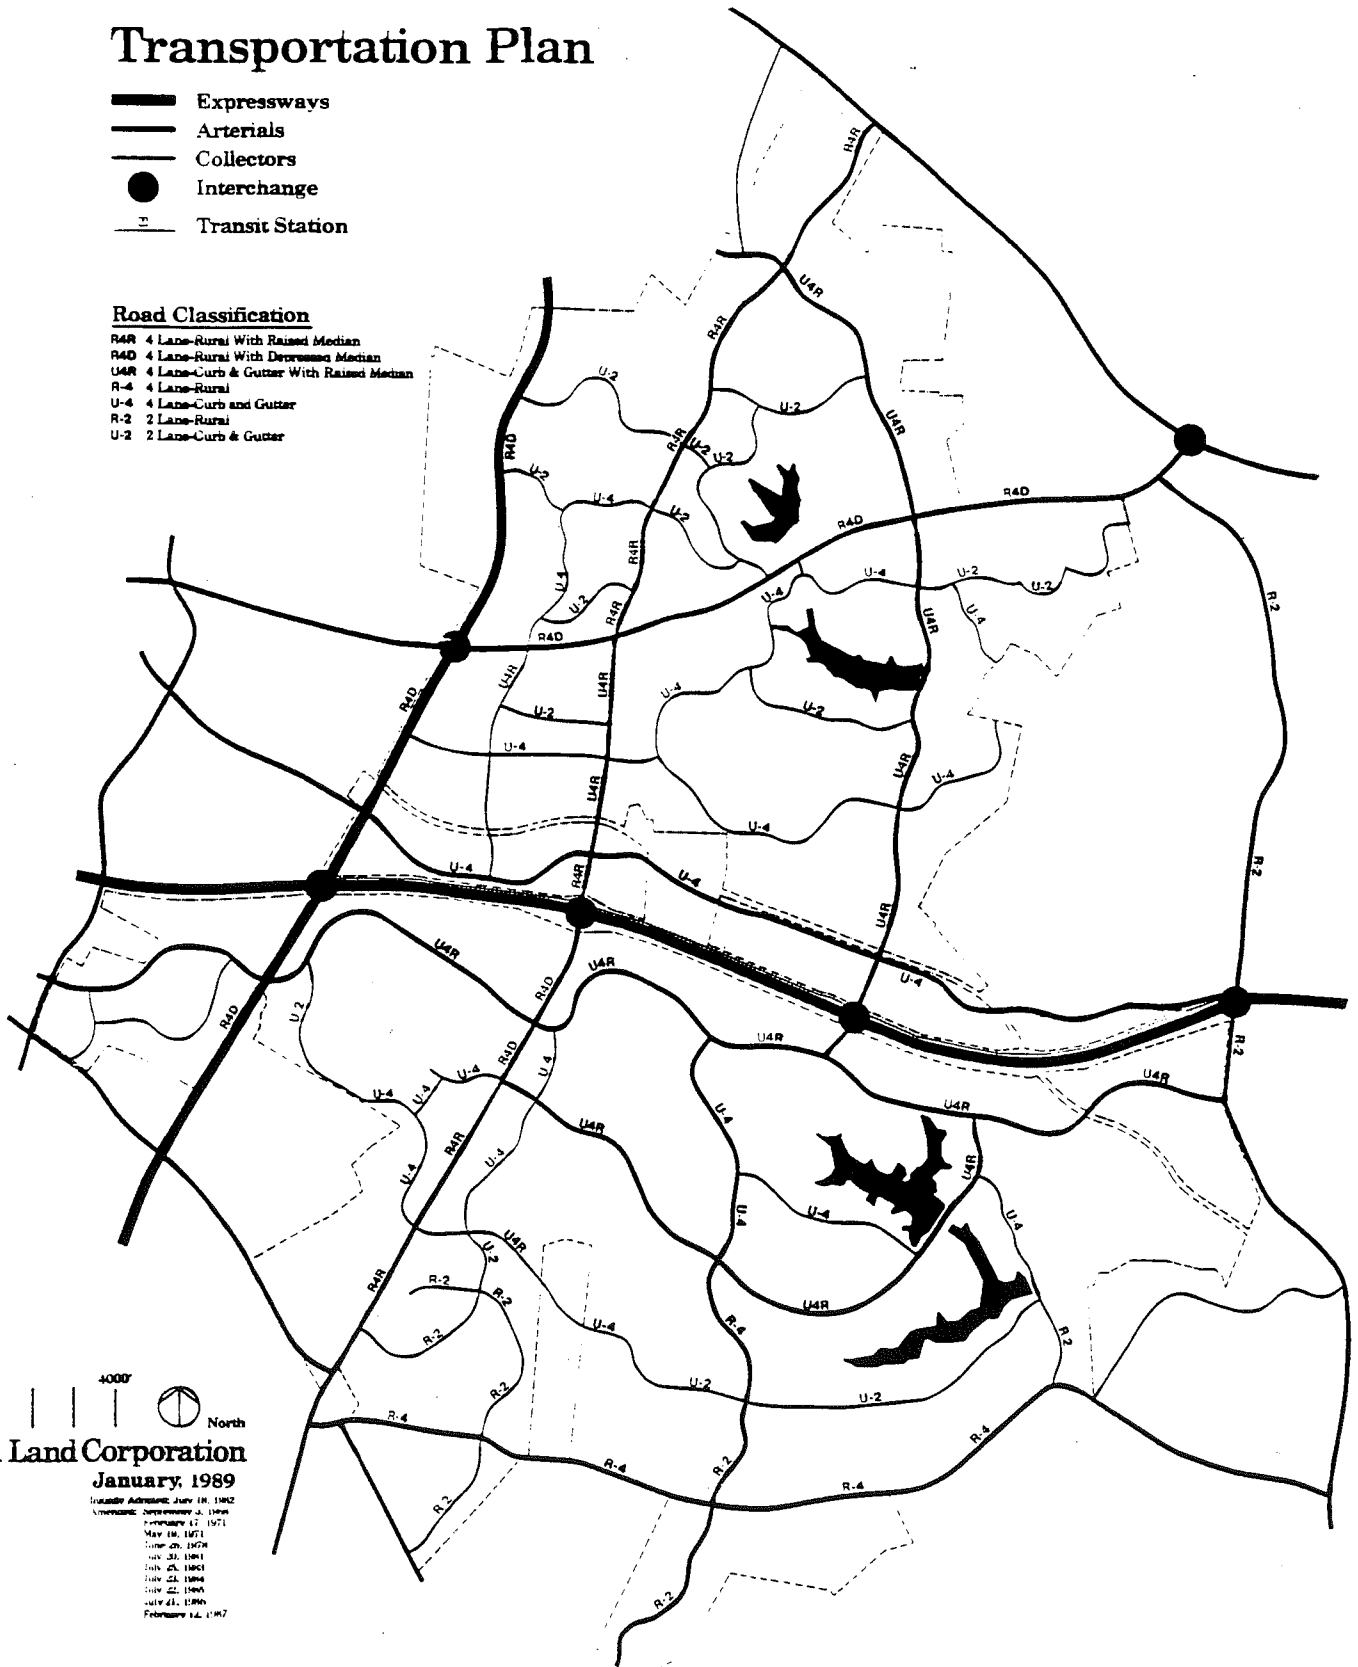 Transportation Plan
Expressways
Arterials
Collectors
Interchange
Transit Station
Road Classification
R4R 4 Lane-Rural With Raised Median
R4D 4 Lane-Rural With Depressed Median
U4R 4 Lane-Curb & Gutter With Raised Median
R-4 4 Lane-Rural
U-4 4 Lane-Curb and Gutter
R-2 2 Lane-Rural
U-2 2 Lane-Curb & Gutter
R4R
U4R
R4R
U-2
U-2
U4R
R4R
R4D
U-2
U-2
U-2
U-4
R4D
R4D
U-2
R4R
U-4
U-4
U-2
U-2
R-2
U-4
U-2
R4R
U-4
U4R
R4D
U4R
U4R
U-4
R4D
U-2
U-2
U-4
U4R
U-4
U4R
U-4
U-4
R4R
U-4
R-2
U4R
U4R
U4R
U-4
R4D
U-2
R4D
U4R
R-2
R4D
U-4
U-4
U4R
U-4
U-4
U4R
U-4
U4R
R4R
U-4
U-4
U4R
U-4
U-4
U-4
U4R
U-2
R4R
R-2
R-2
U4R
U-4
R-4
R-2
R-2
4000'
North
U-2
U-2
R-2
R-4
R-4
Land Corporation
January, 1989
R-4
R-2
R-4
R-2
R-2
February 17, 1971
May 19, 1971
February 12, 1987